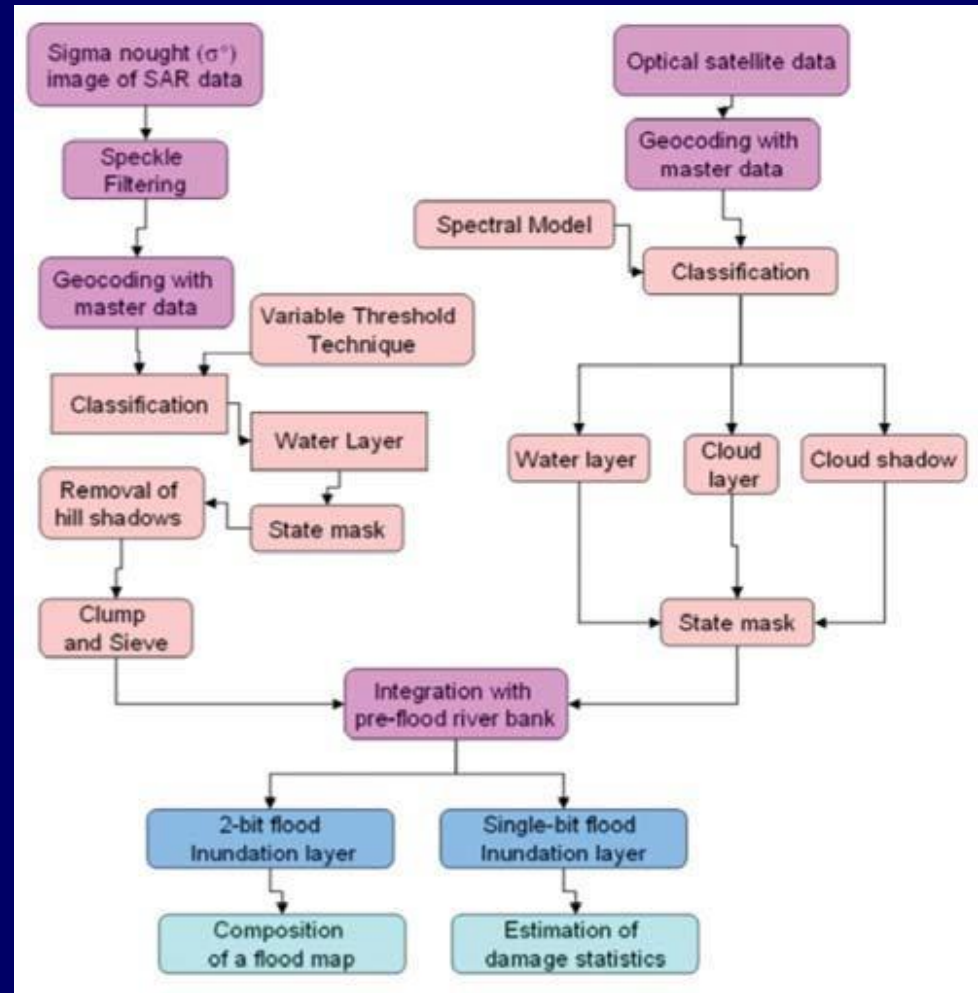 Sigma nought (σ°)
image of SAR data
Speckle
Filtering
Geocoding with
master data
Variable Threshold
Technique
Classification
Water Layer
State mask
Removal of
hill shadows
Clump
and Sieve
Optical satellite data
Geocoding with
master data
Spectral Model
Classification
Water layer
Cloud
layer
Cloud shadow
State mask
Integration with
pre-flood river bank
2-bit flood
Inundation layer
Single-bit flood
Inundation layer
Composition
of a flood map
Estimation of
damage statistics